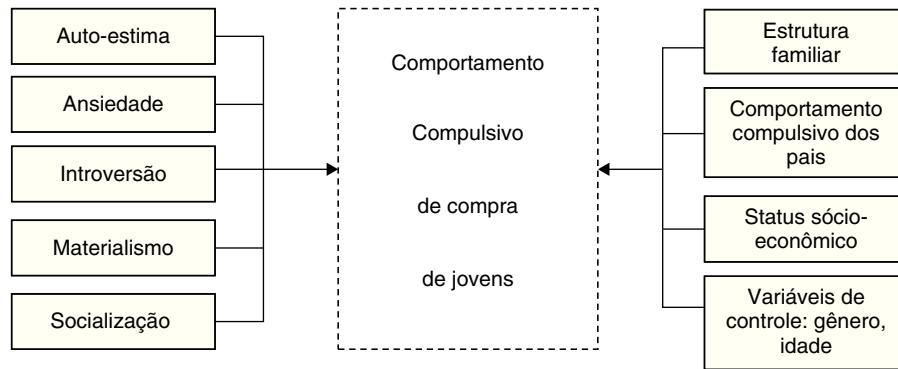 Auto-estima
Ansiedade
Introversão
Materialismo
Socialização
Comportamento
Compulsivo
de compra
de jovens
Estrutura
familiar
Comportamento
compulsivo dos
pais
Status sócio-
econômico
Variáveis de
controle: gênero,
idade